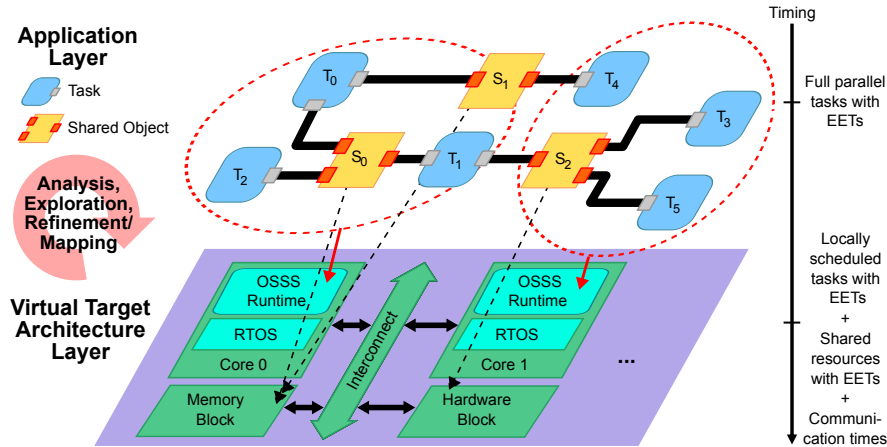 Application
Layer
Task
Shared Object
Analysis,
Exploration,
Refinement/
Mapping
Virtual Target
Architecture
Layer
T0
S1
T4
T3
T2
S0
T1
S2
T5
OSSS
Runtime
RTOS
Core 0
Memory
Block
Interconnect
OSSS
Runtime
RTOS
Core 1
Hardware
Block
...
Timing
Full parallel
tasks with
EETs
Locally
scheduled
tasks with
EETs
+
Shared
resources
with EETs
+
Communi-
cation times